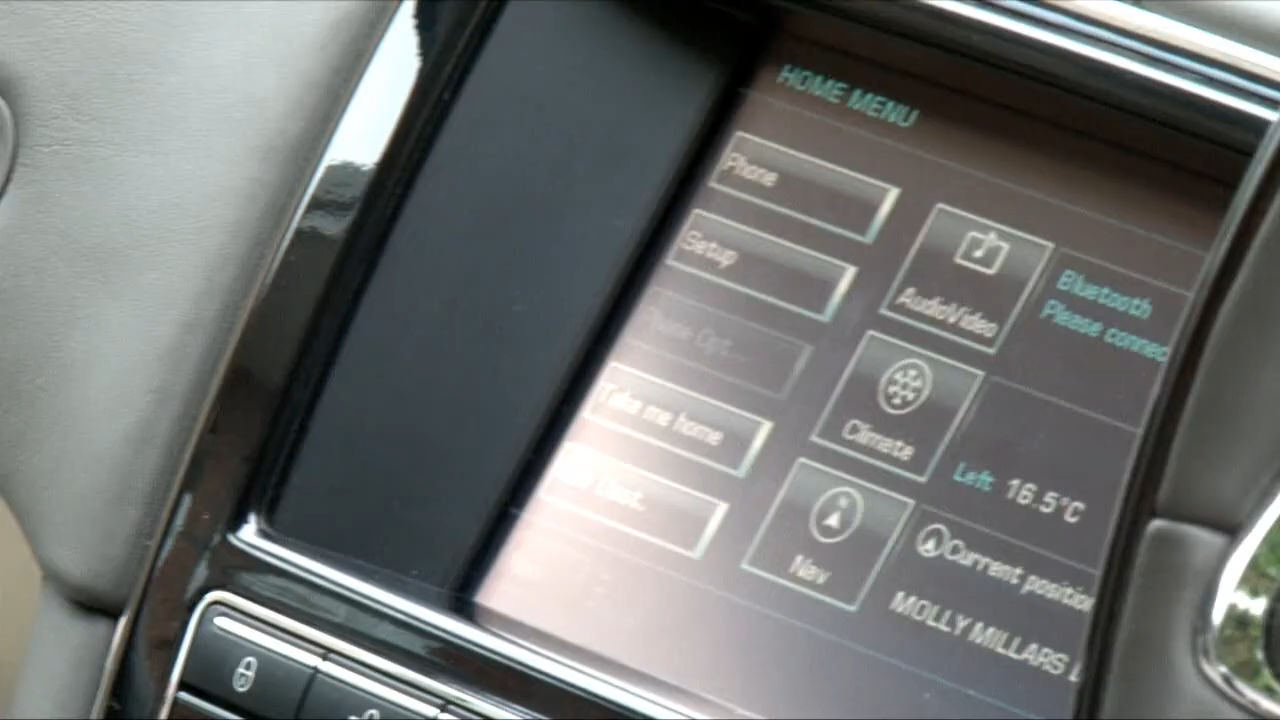 HOME MENU
Phone
Setup
Take me home
AudioVideo
Bluetooth
Please connec
Climate
Left 16.5°C
Nav
Current position
MOLLY MILLARS